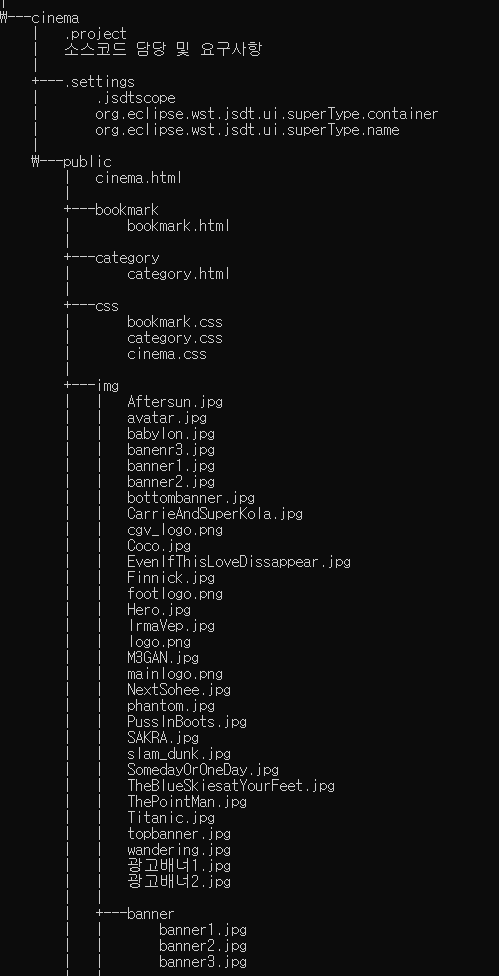 ₩---cinema
    |   .project
    |   소스코드 담당 및 요구사항
    |
    +---.settings
    |       .jsdtscope
    |       org.eclipse.wst.jsdt.ui.superType.container
    |       org.eclipse.wst.jsdt.ui.superType.name
    |
    ₩---public
        |   cinema.html
        |
        +---bookmark
        |       bookmark.html
        |
        +---category
        |       category.html
        |
        +---css
        |       bookmark.css
        |       category.css
        |       cinema.css
        |
        +---img
        |   |   Aftersun.jpg
        |   |   avatar.jpg
        |   |   babylon.jpg
        |   |   banenr3.jpg
        |   |   banner1.jpg
        |   |   banner2.jpg
        |   |   bottombanner.jpg
        |   |   CarrieAndSuperKola.jpg
        |   |   cgv_logo.png
        |   |   Coco.jpg
        |   |   EvenIfThisLoveDissappear.jpg
        |   |   Finnick.jpg
        |   |   footlogo.png
        |   |   Hero.jpg
        |   |   IrmaVep.jpg
        |   |   logo.png
        |   |   M3GAN.jpg
        |   |   mainlogo.png
        |   |   NextSohee.jpg
        |   |   phantom.jpg
        |   |   PussInBoots.jpg
        |   |   SAKRA.jpg
        |   |   slam_dunk.jpg
        |   |   SomedayOrOneDay.jpg
        |   |   TheBlueSkiesatYourFeet.jpg
        |   |   ThePointMan.jpg
        |   |   Titanic.jpg
        |   |   topbanner.jpg
        |   |   wandering.jpg
        |   |   광고배너1.jpg
        |   |   광고배너2.jpg
        |   |
        |   +---banner
        |   |       banner1.jpg
        |   |       banner2.jpg
        |   |       banner3.jpg